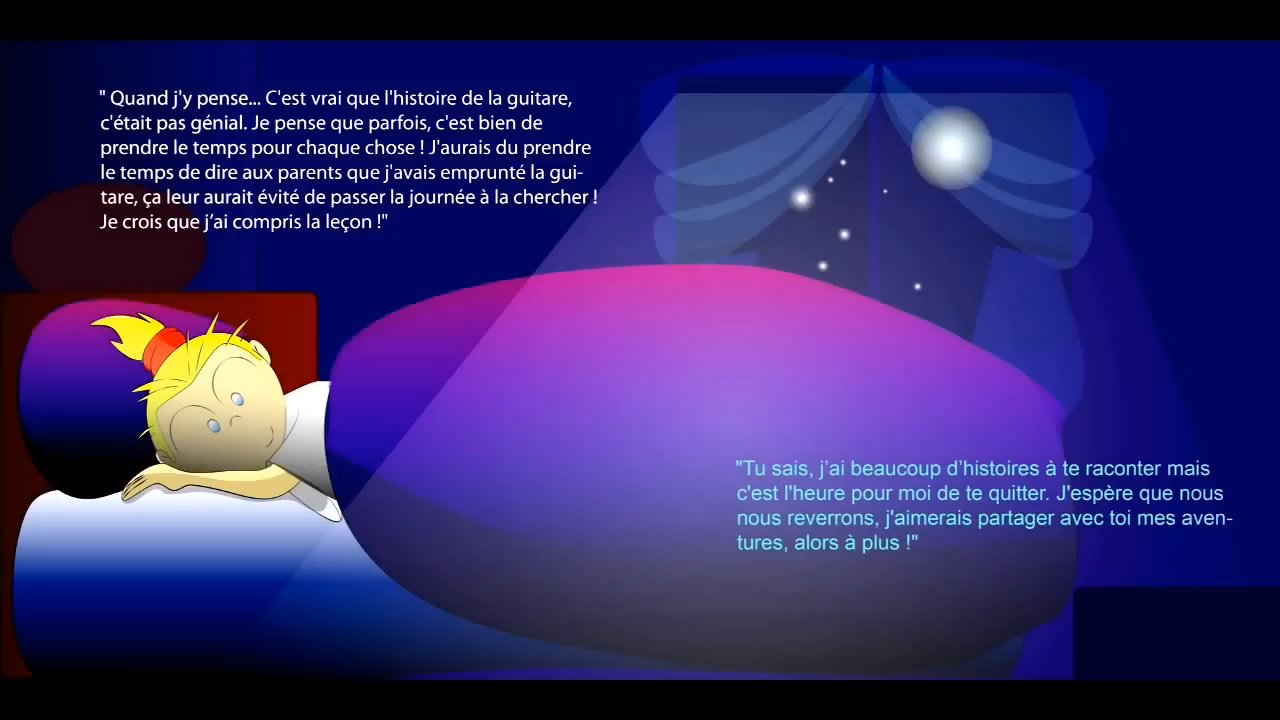 " Quand j'y pense... C'est vrai que l'histoire de la guitare,
c'était pas génial. Je pense que parfois, c'est bien de
prendre le temps pour chaque chose ! J'aurais du prendre
le temps de dire aux parents que j'avais emprunté la gui-
tare, ça leur aurait évité de passer la journée à la chercher !
Je crois que j’ai compris la leçon !"
"Tu sais, j’ai beaucoup d’histoires à te raconter mais
c'est l'heure pour moi de te quitter. J'espère que nous
nous reverrons, j'aimerais partager avec toi mes aven-
tures, alors à plus !"